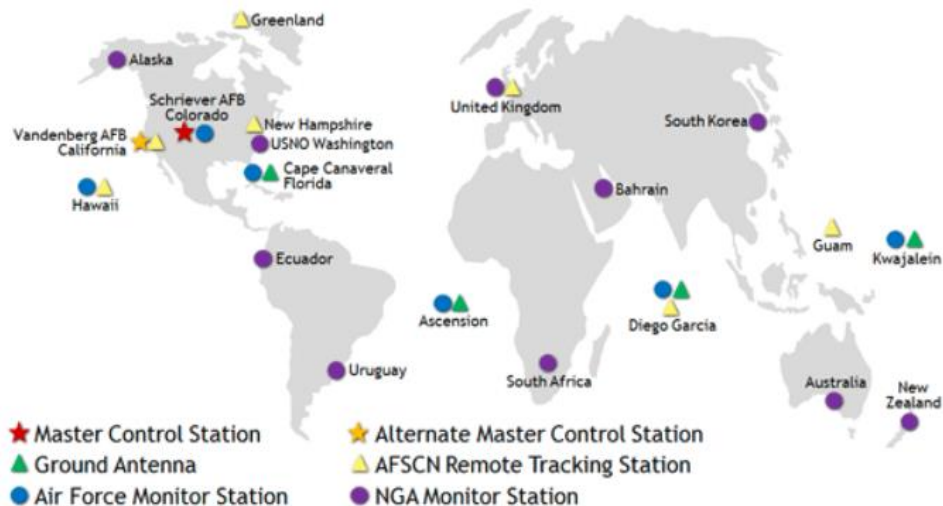 Greenland
Alaska
Schriever AFB
Colorado
United Kingdom
New Hampshire
South Korea
Vandenberg AFB
California
USNO Washington
Cape Canaveral
Florida
Bahrain
Hawaii
Guam
Kwajalein
Ecuador
Ascension
Diego Garcia
Uruguay
South Africa
Australia
New
Zealand
Master Control Station
Alternate Master Control Station
Ground Antenna
AFSCN Remote Tracking Station
Air Force Monitor Station
NGA Monitor Station